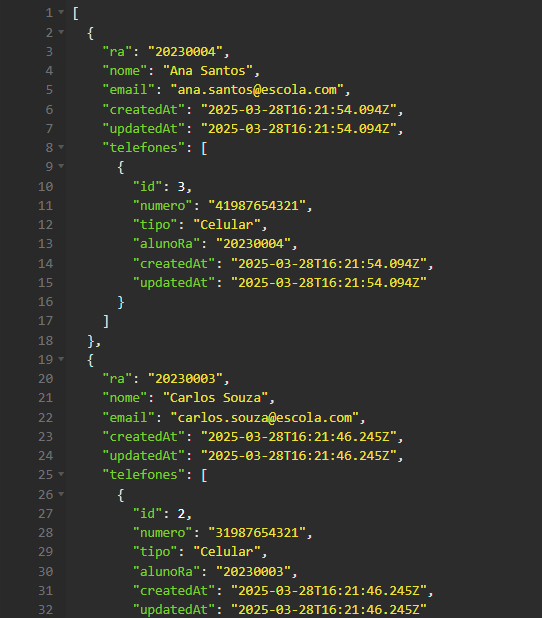 1 [
2 {
3 "ra": "20230004",
4 "nome": "Ana Santos",
5 "email": "ana.santos@escola.com",
6 "createdAt": "2025-03-28T16:21:54.094Z",
7 "updatedAt": "2025-03-28T16:21:54.094Z",
8 "telefones": [
9 {
10 "id": 3,
11 "numero": "41987654321",
12 "tipo": "Celular",
13 "alunoRa": "20230004",
14 "createdAt": "2025-03-28T16:21:54.094Z",
15 "updatedAt": "2025-03-28T16:21:54.094Z"
16 }
17 ]
18 },
19 {
20 "ra": "20230003",
21 "nome": "Carlos Souza",
22 "email": "carlos.souza@escola.com",
23 "createdAt": "2025-03-28T16:21:46.245Z",
24 "updatedAt": "2025-03-28T16:21:46.245Z",
25 "telefones": [
26 {
27 "id": 2,
28 "numero": "31987654321",
29 "tipo": "Celular",
30 "alunoRa": "20230003",
31 "createdAt": "2025-03-28T16:21:46.245Z",
32 "updatedAt": "2025-03-28T16:21:46.245Z"